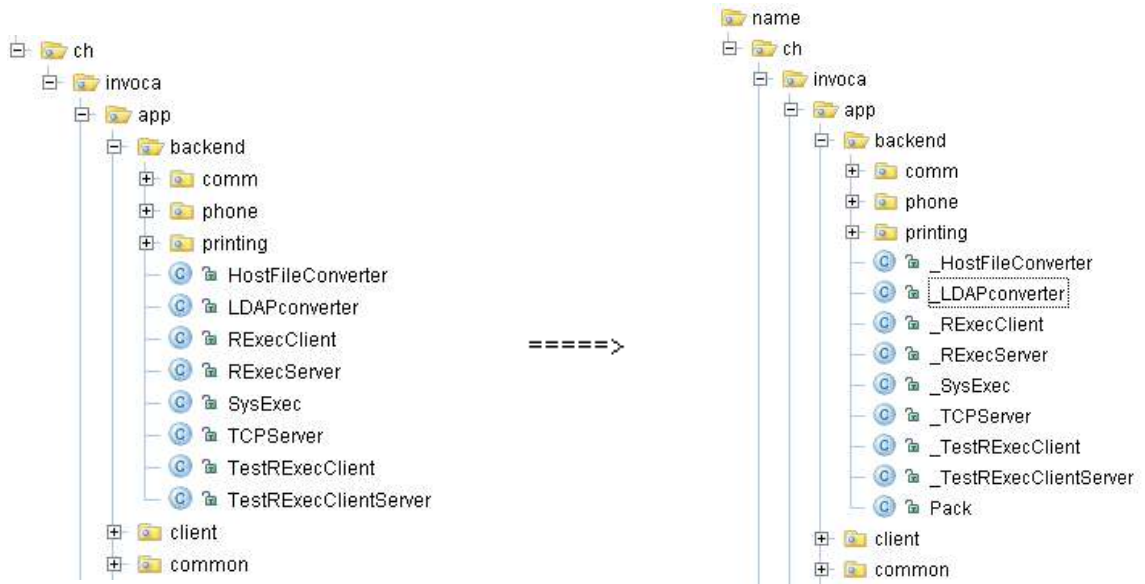 ch
invoca
app
backend
comm
phone
printing
HostFileConverter
LDAPconverter
RExecClient
RExecServer
SysExec
TCPServer
TestRExecClient
TestRExecClientServer
client
common
=====>
name
ch
invoca
app
backend
comm
phone
printing
_HostFileConverter
_LDAPconverter
_RExecClient
_RExecServer
_SysExec
_TCPServer
_TestRExecClient
_TestRExecClientServer
Pack
client
common